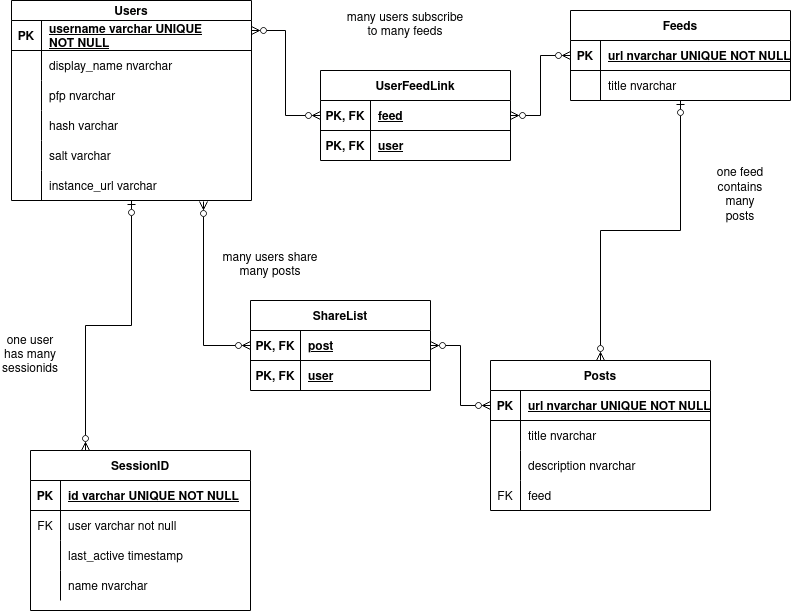 Users
PK
username varchar UNIQUE
NOT NULL
display_name nvarchar
pfp nvarchar
hash varchar
salt varchar
instance_url varchar
many users subscribe
to many feeds
Feeds
PK
url nvarchar UNIQUE NOT NULL
title nvarchar
UserFeedLink
PK, FK
feed
PK, FK
user
one feed
contains
many
posts
many users share
many posts
ShareList
PK, FK
post
PK, FK
user
one user
has many
sessionids
Posts
PK
url nvarchar UNIQUE NOT NULL
title nvarchar
description nvarchar
FK
feed
SessionID
PK
id varchar UNIQUE NOT NULL
FK
user varchar not null
last_active timestamp
name nvarchar